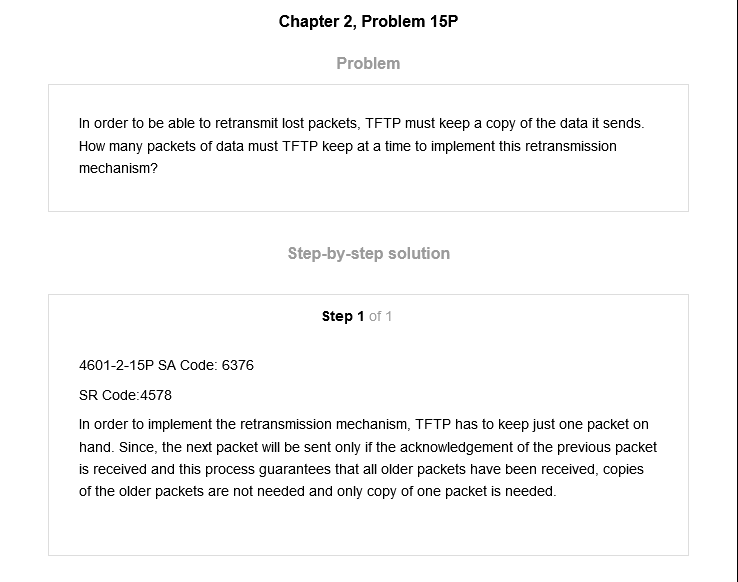 Chapter 2, Problem 15P
Problem
In order to be able to retransmit lost packets, TFTP must keep a copy of the data it sends.
How many packets of data must TFTP keep at a time to implement this retransmission
mechanism?
Step-by-step solution
Step 1 of 1
4601-2-15P SA Code: 6376
SR Code:4578
In order to implement the retransmission mechanism, TFTP has to keep just one packet on
hand. Since, the next packet will be sent only if the acknowledgement of the previous packet
is received and this process guarantees that all older packets have been received, copies
of the older packets are not needed and only copy of one packet is needed.